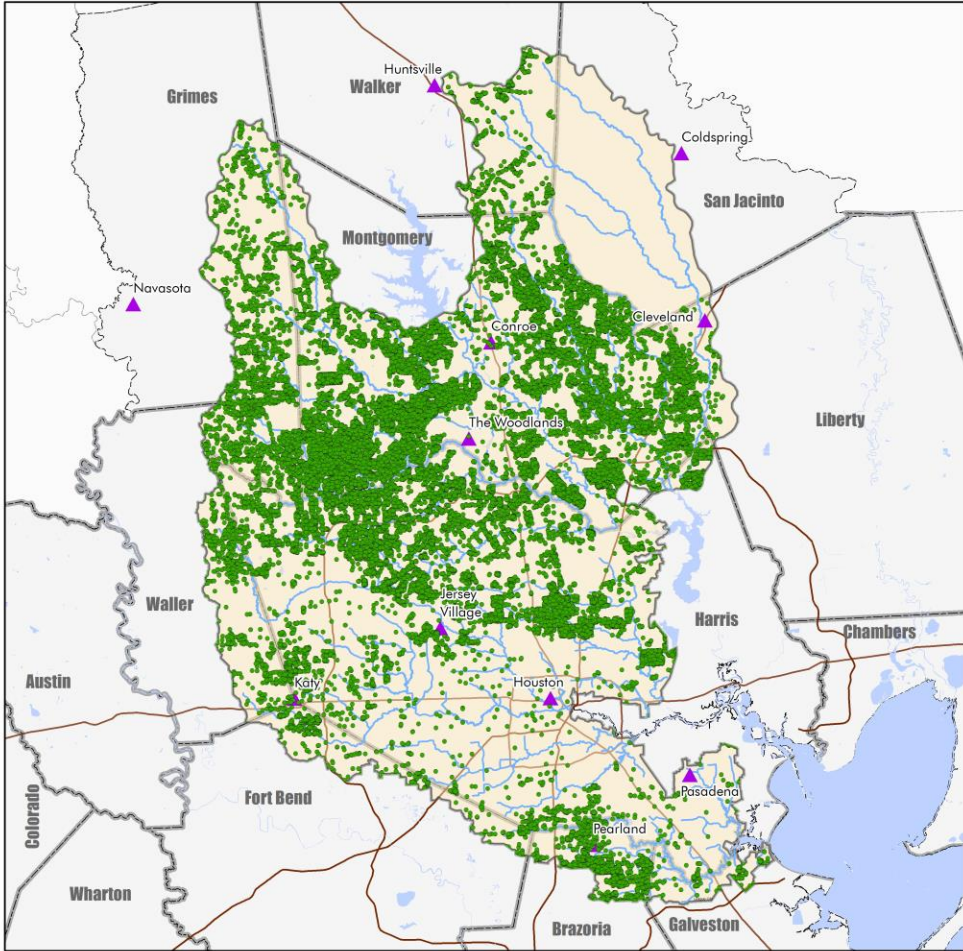 Huntsville
Walker
Grimes
Coldspring
San Jacinto
Montgomery
Navasota
Cleveland
Conroe
Liberty
The Woodlands
Jersey
Village
Waller
Harris
Chambers
Austin
Katy
Houston
Pasadena
Fort Bend
Colorado
Pearland
Wharton
Brazoria
Galveston